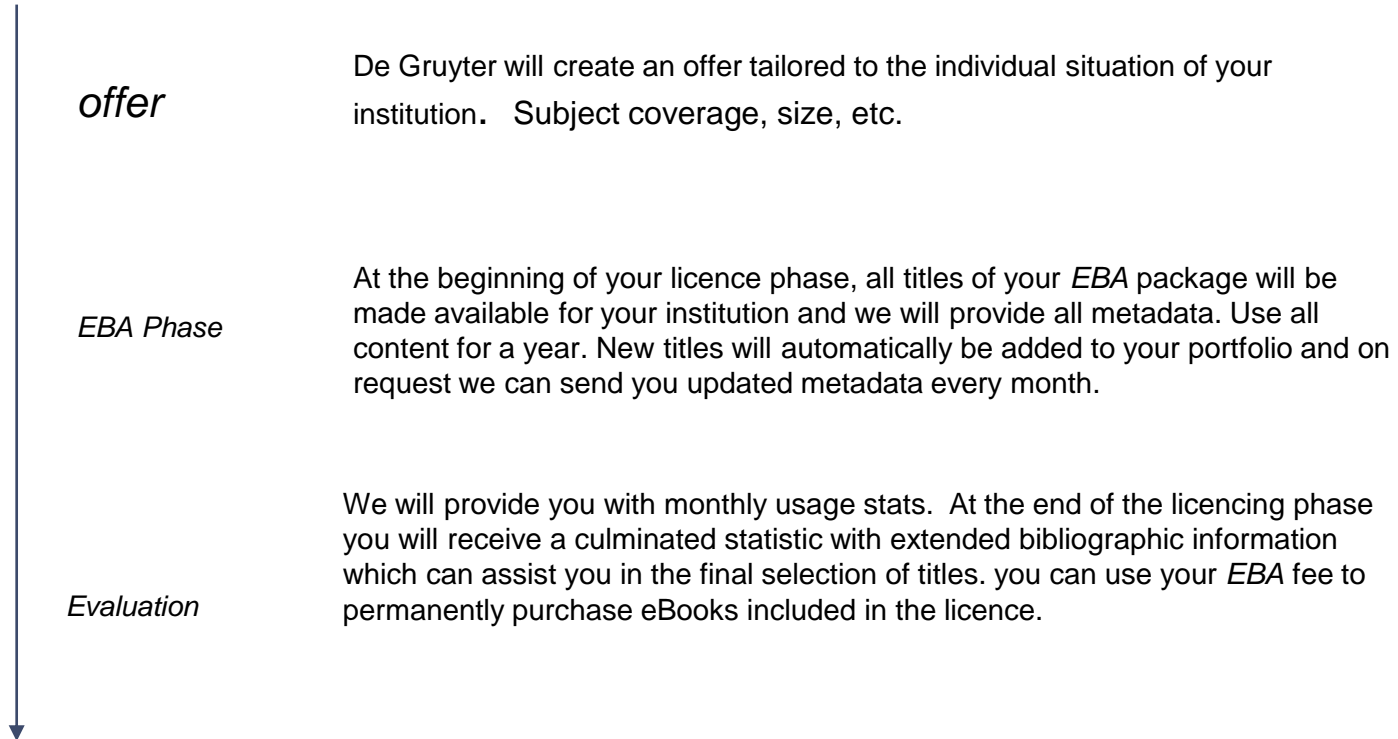 offer
De Gruyter will create an offer tailored to the individual situation of your
institution. Subject coverage, size, etc.
EBA Phase
At the beginning of your licence phase, all titles of your EBA package will be
made available for your institution and we will provide all metadata. Use all
content for a year. New titles will automatically be added to your portfolio and on
request we can send you updated metadata every month.
Evaluation
We will provide you with monthly usage stats. At the end of the licencing phase
you will receive a culminated statistic with extended bibliographic information
which can assist you in the final selection of titles. you can use your EBA fee to
permanently purchase eBooks included in the licence.